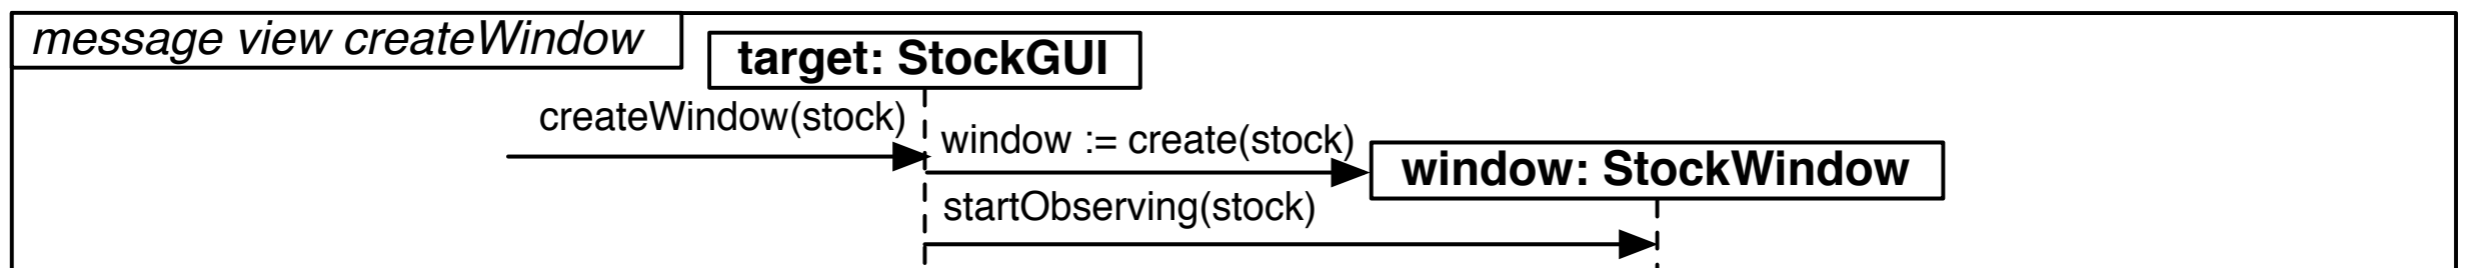 message view createWindow
target: StockGUI
createWindow(stock)
window := create(stock)
window: StockWindow
startObserving(stock)